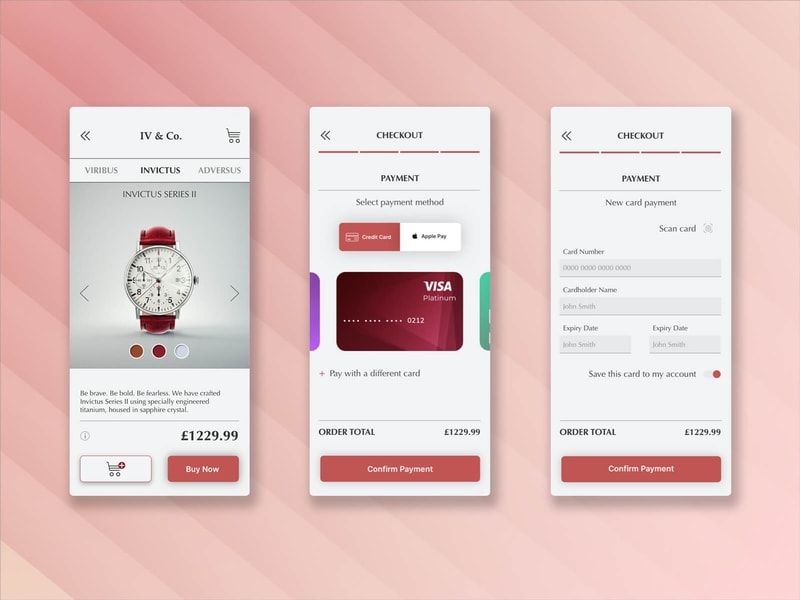 IV & Co.
VIRIBUS INVICTUS ADVERSUS
INVICTUS SERIES II
Be brave. Be bold. Be fearless. We have crafted
Invictus Series II using specially engineered
titanium, housed in sapphire crystal.
£1229.99
Buy Now
CHECKOUT
PAYMENT
Select payment method
Credit Card
Apple Pay
VISA
Platinum
•••• •••• •••• 0212
+ Pay with a different card
ORDER TOTAL £1229.99
Confirm Payment
CHECKOUT
PAYMENT
New card payment
Scan card
Card Number
0000 0000 0000 0000
Cardholder Name
John Smith
Expiry Date Expiry Date
John Smith John Smith
Save this card to my account
ORDER TOTAL £1229.99
Confirm Payment